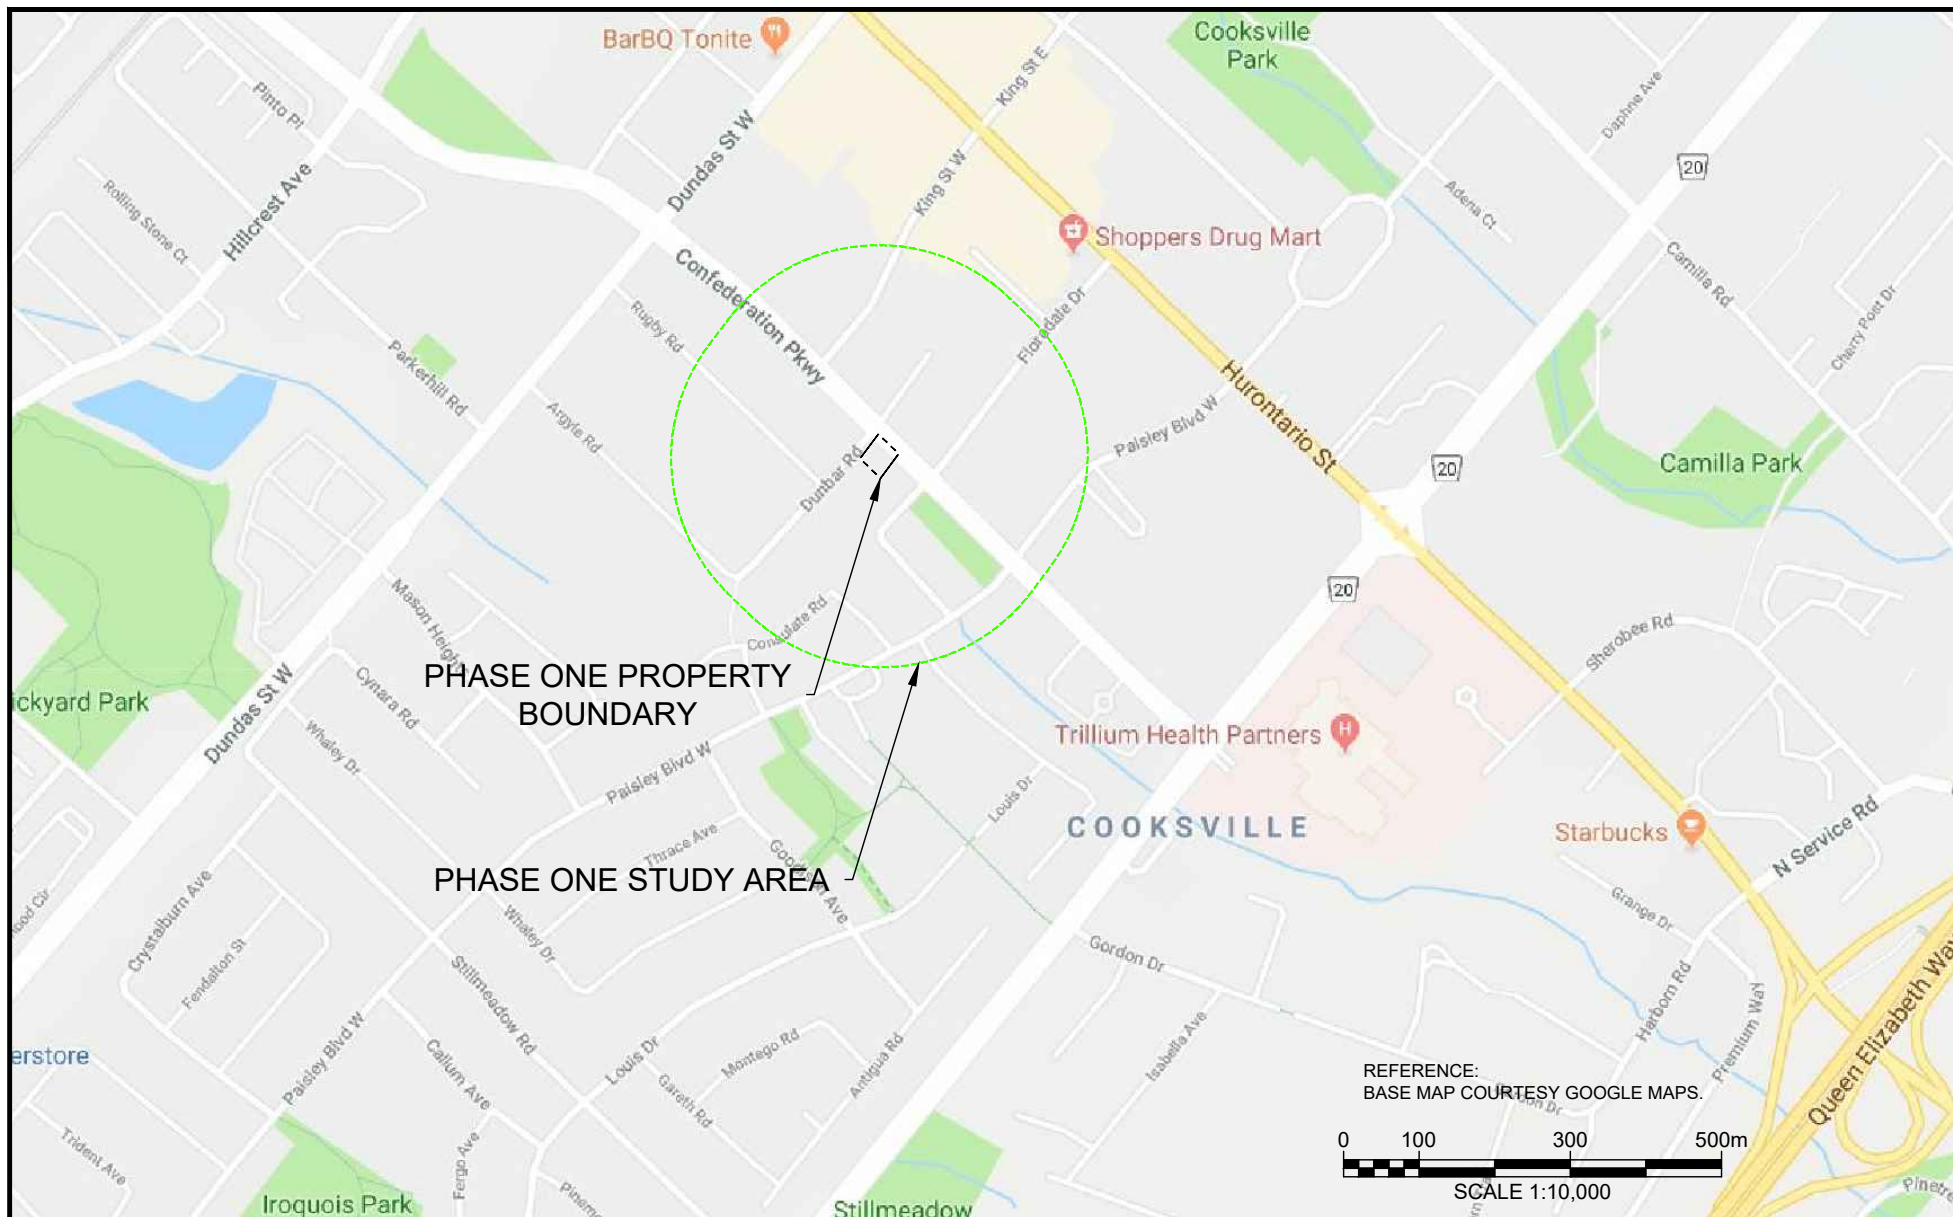 BarBQ Tonite
Cooksville
Park
King St E
Daphne Ave
Pinto Pl
Dundas St W
20
King St W
Adena Ct
Hillcrest Ave
Rolling Stone Ct
Shoppers Drug Mart
Camilla Rd
Confederation Pkwy
Rugby Rd
Floradale Dr
Cherry Post Dr
Parkerhill Rd
Hurontario St
Argyle Rd
Paisley Blvd W
Camilla Park
20
Dunbar Rd
20
Mason Heights
Consulate Rd
Sherobee Rd
PHASE ONE PROPERTY
BOUNDARY
Cynara Rd
ickyard Park
Dundas St W
Whaley Dr
Trillium Health Partners
H
Paisley Blvd W
Louis Dr
COOKSVILLE
Starbucks
N Service Rd
Thrace Ave
Goodison Ave
PHASE ONE STUDY AREA
Crystalburn Ave
ood Cir
Whaley Dr
Grange Dr
Fendalton St
Gordon Dr
Stillmeadow Rd
Harborn Rd
Premium Way
Queen Elizabeth Way
Isabella Ave
erstore
Paisley Blvd W
Callum Ave
Louis Dr
Montego Rd
Antigua Rd
Gareth Rd
REFERENCE:
BASE MAP COURTESY GOOGLE MAPS.
Gordon Dr
0 100 300 500m
SCALE 1:10,000
Trident Ave
Fergo Ave
Iroquois Park
Stillmeadow